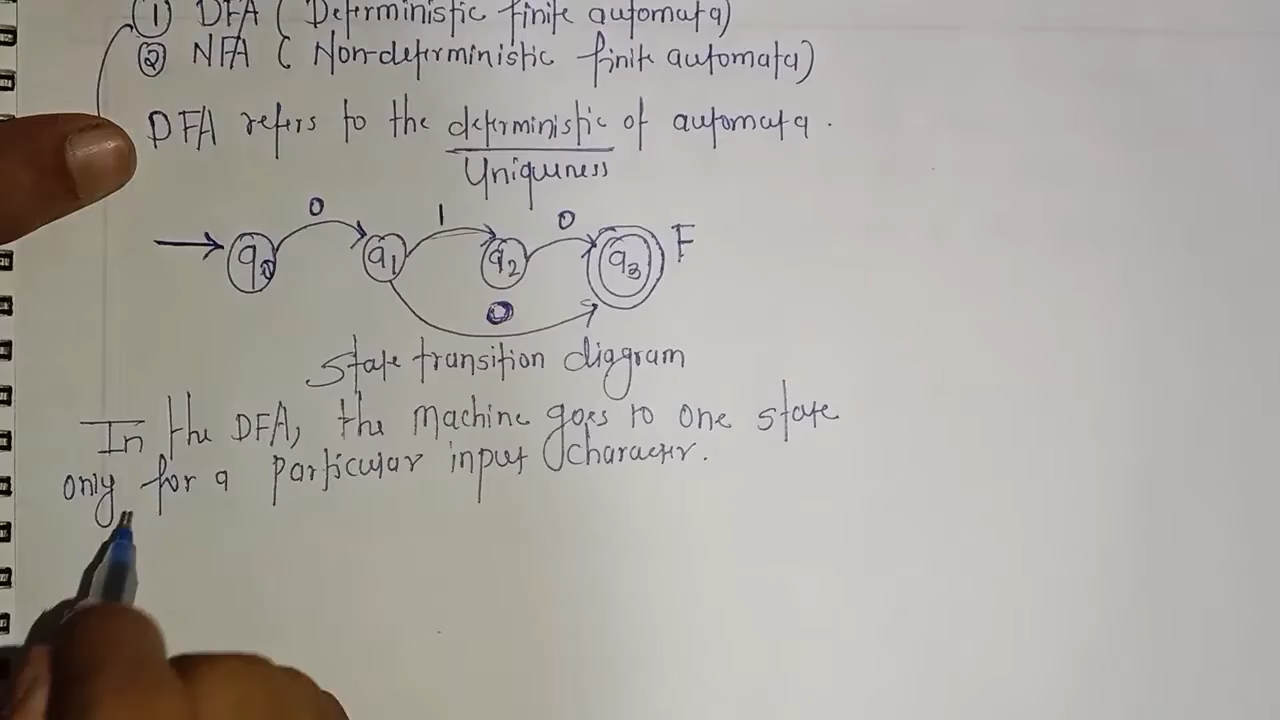 ① DFA ( Deterministic finite automata)
② NFA ( Non-deterministic finite automata)
DFA refers to the deterministic of automata.
Uniqueness
0 1 0
q0 q1 q2 q3 F
0
State transition diagram
In the DFA, the machine goes to one state
only for a particular input character.